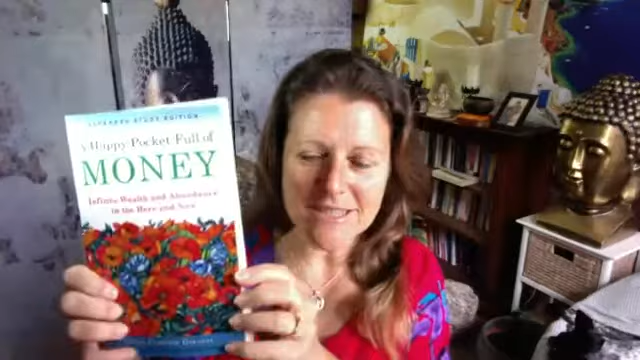 EXPANDED STUDY EDITION
A Happy Pocket Full of
MONEY
Infinite Wealth and Abundance
in the Here and Now